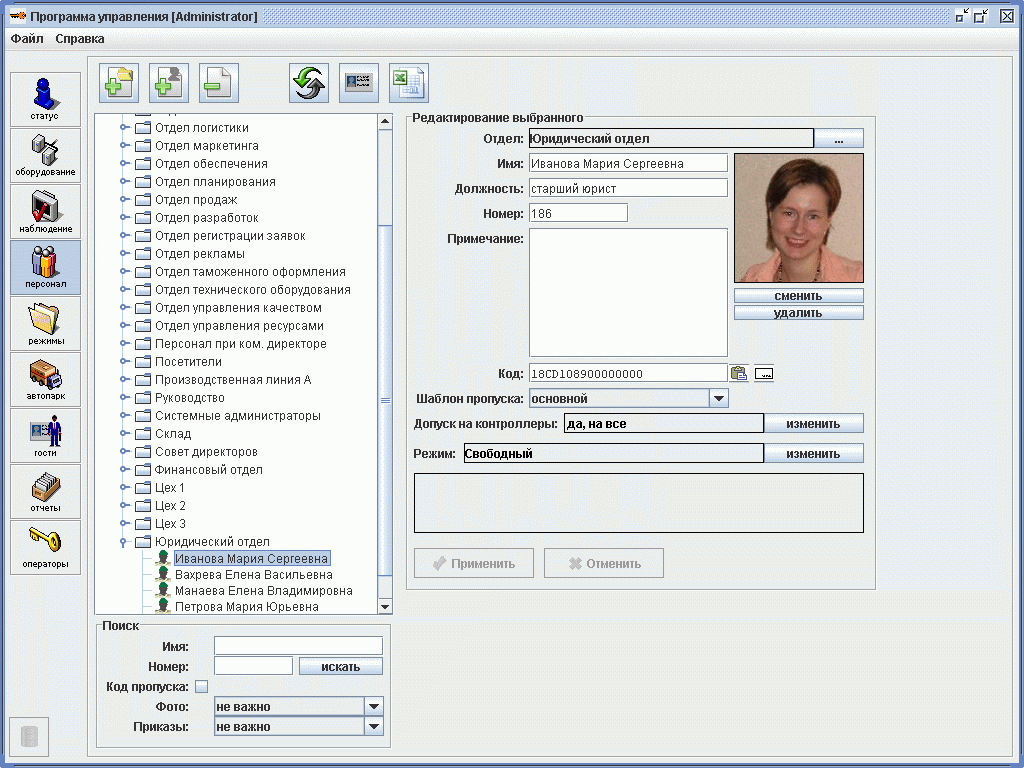 Программа управления [Administrator]
Файл Справка
статус
оборудование
наблюдение
персонал
режимы
автопарк
гости
отчеты
операторы
Отдел логистики
Отдел маркетинга
Отдел обеспечения
Отдел планирования
Отдел продаж
Отдел разработок
Отдел регистрации заявок
Отдел рекламы
Отдел таможенного оформления
Отдел технического оборудования
Отдел управления качеством
Отдел управления ресурсами
Персонал при ком. директоре
Посетители
Производственная линия А
Руководство
Системные администраторы
Склад
Совет директоров
Финансовый отдел
Цех 1
Цех 2
Цех 3
Юридический отдел
Иванова Мария Сергеевна
Вахрева Елена Васильевна
Манаева Елена Владимировна
Петрова Мария Юрьевна
Поиск
Имя:
Номер: искать
Код пропуска:
Фото: не важно
Приказы: не важно
Редактирование выбранного
Отдел: Юридический отдел ...
Имя: Иванова Мария Сергеевна
Должность: старший юрист
Номер: 186
Примечание:
сменить
удалить
Код: 18CD108900000000
Шаблон пропуска: основной
Допуск на контроллеры: да, на все изменить
Режим: Свободный изменить
Применить Отменить